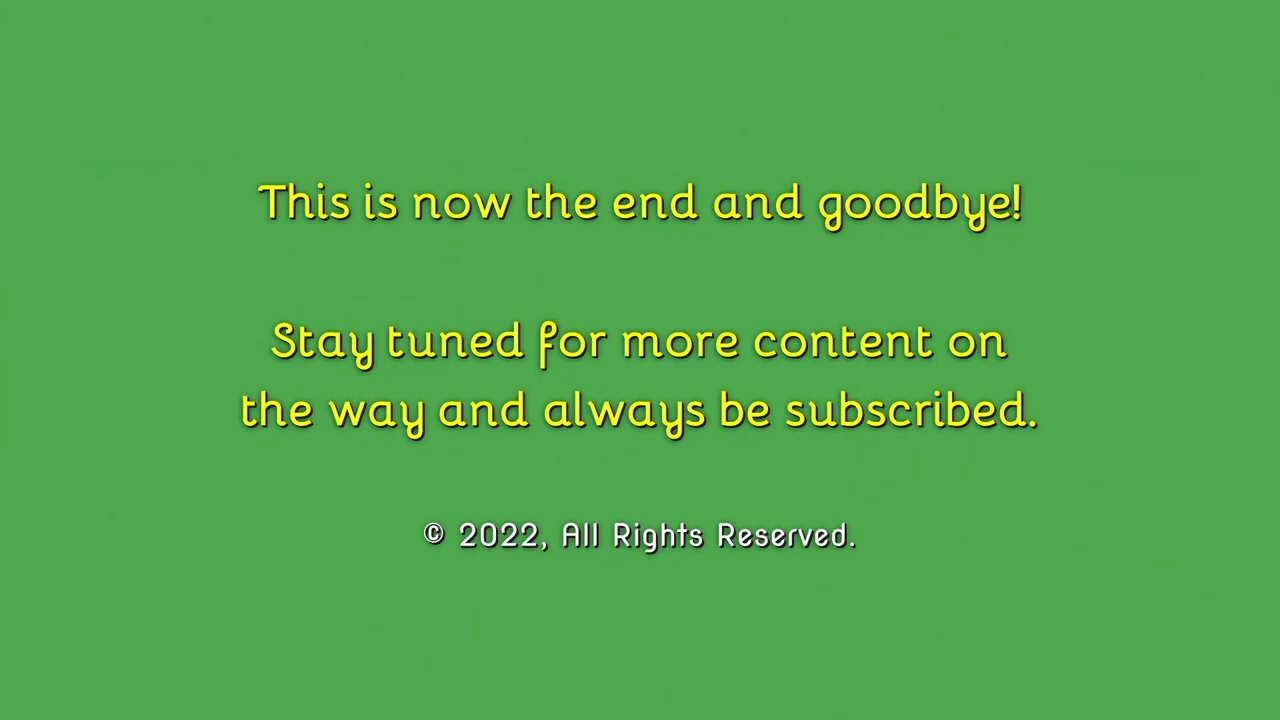 This is now the end and goodbye!
Stay tuned for more content on
the way and always be subscribed.
© 2022, All Rights Reserved.